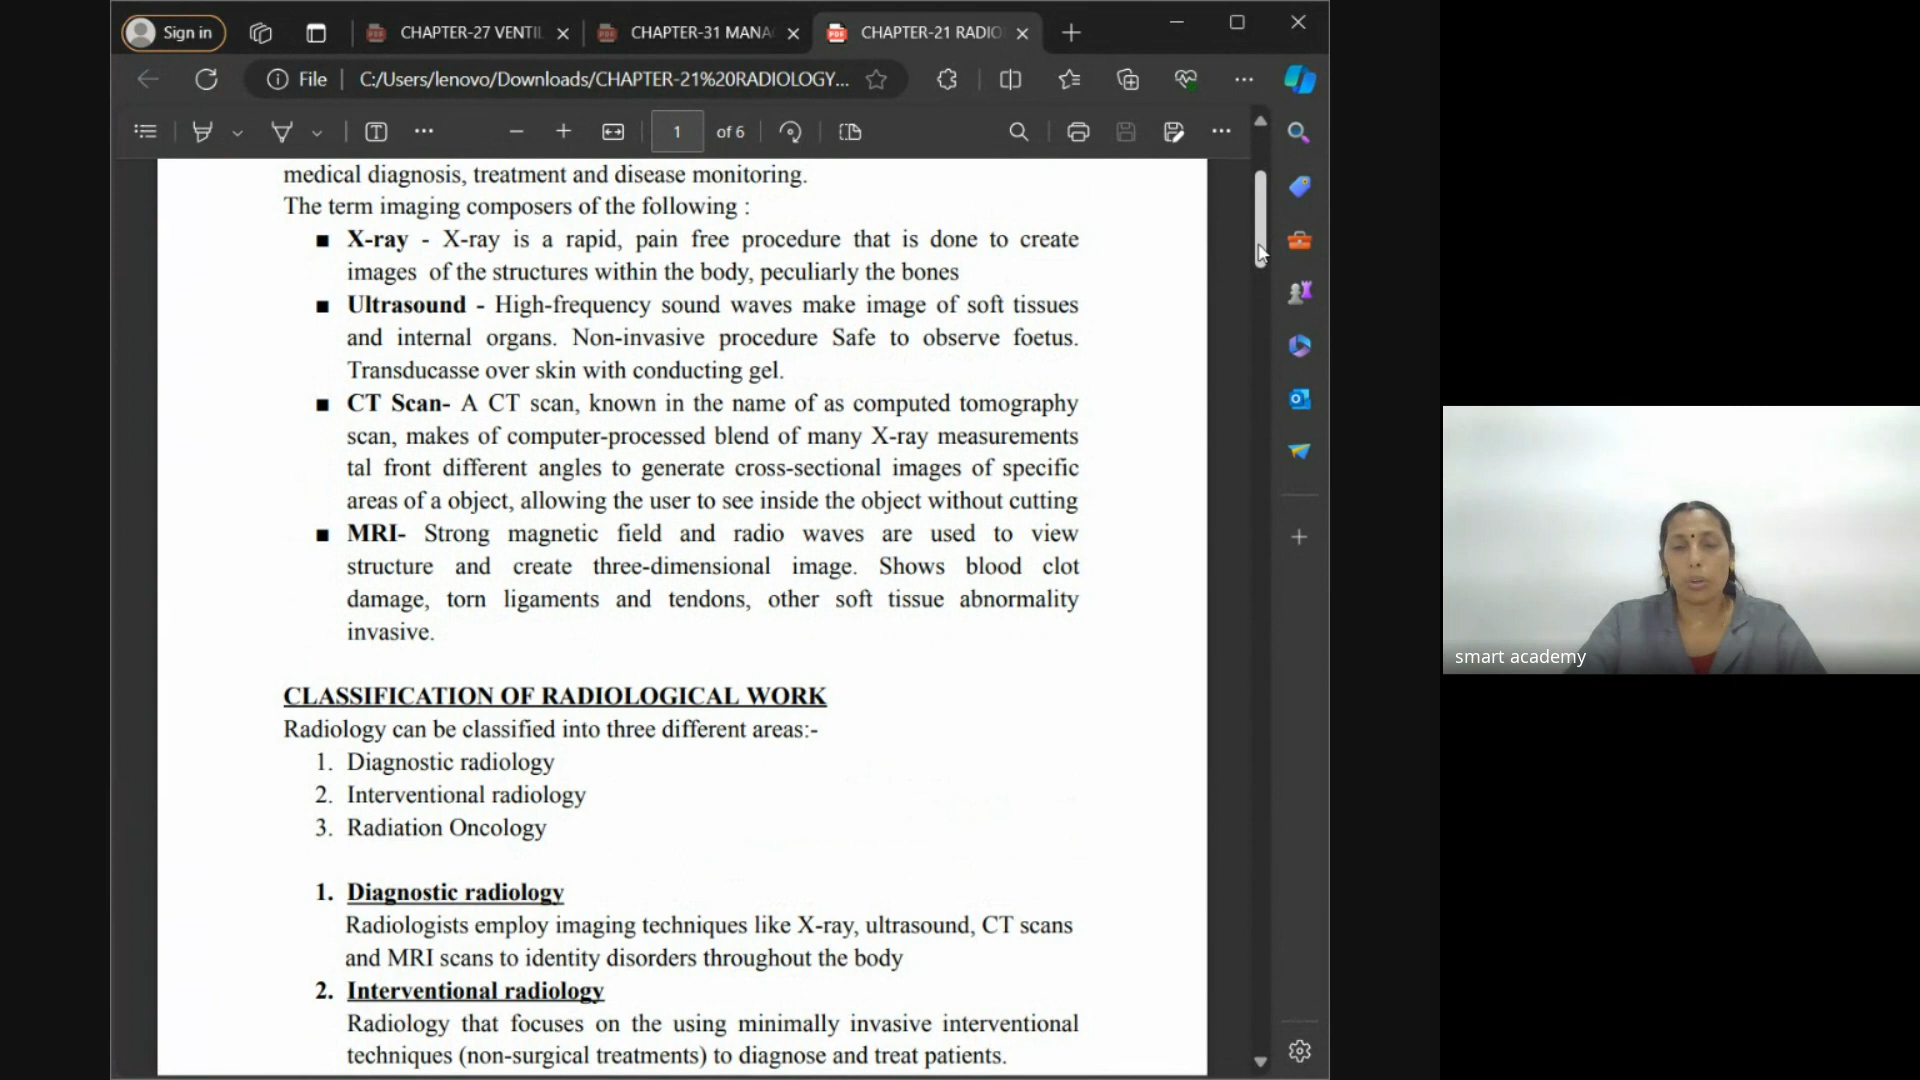 Sign in
CHAPTER-27 VENTIL
CHAPTER-31 MANA
CHAPTER-21 RADIO
File
C:/Users/lenovo/Downloads/CHAPTER-21%20RADIOLOGY...
1 of 6
medical diagnosis, treatment and disease monitoring.
The term imaging composers of the following :
■ X-ray - X-ray is a rapid, pain free procedure that is done to create
images of the structures within the body, peculiarly the bones
■ Ultrasound - High-frequency sound waves make image of soft tissues
and internal organs. Non-invasive procedure Safe to observe foetus.
Transducasse over skin with conducting gel.
■ CT Scan- A CT scan, known in the name of as computed tomography
scan, makes of computer-processed blend of many X-ray measurements
tal front different angles to generate cross-sectional images of specific
areas of a object, allowing the user to see inside the object without cutting
■ MRI- Strong magnetic field and radio waves are used to view
structure and create three-dimensional image. Shows blood clot
damage, torn ligaments and tendons, other soft tissue abnormality
invasive.
CLASSIFICATION OF RADIOLOGICAL WORK
Radiology can be classified into three different areas:-
1. Diagnostic radiology
2. Interventional radiology
3. Radiation Oncology
1. Diagnostic radiology
Radiologists employ imaging techniques like X-ray, ultrasound, CT scans
and MRI scans to identity disorders throughout the body
2. Interventional radiology
Radiology that focuses on the using minimally invasive interventional
techniques (non-surgical treatments) to diagnose and treat patients.
smart academy